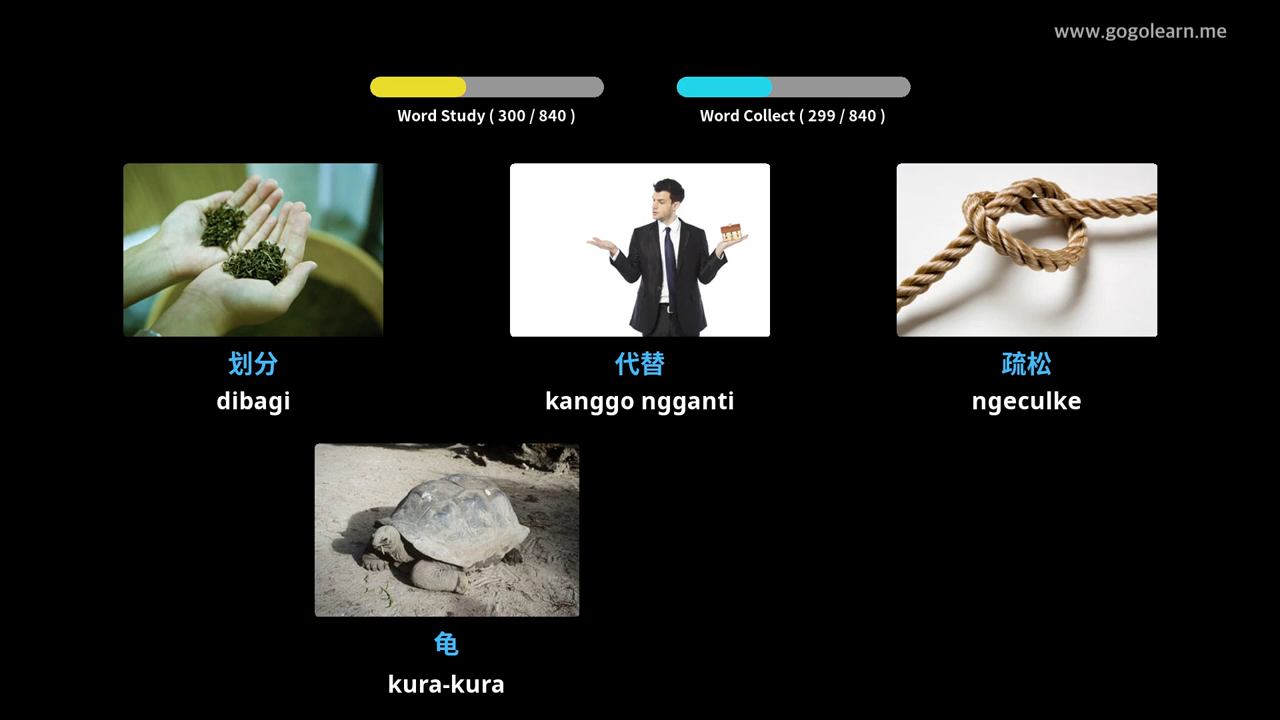 www.gogolearn.me
Word Study ( 300 / 840 )
Word Collect ( 299 / 840 )
划分
dibagi
代替
kanggo ngganti
疏松
ngeculke
龟
kura-kura